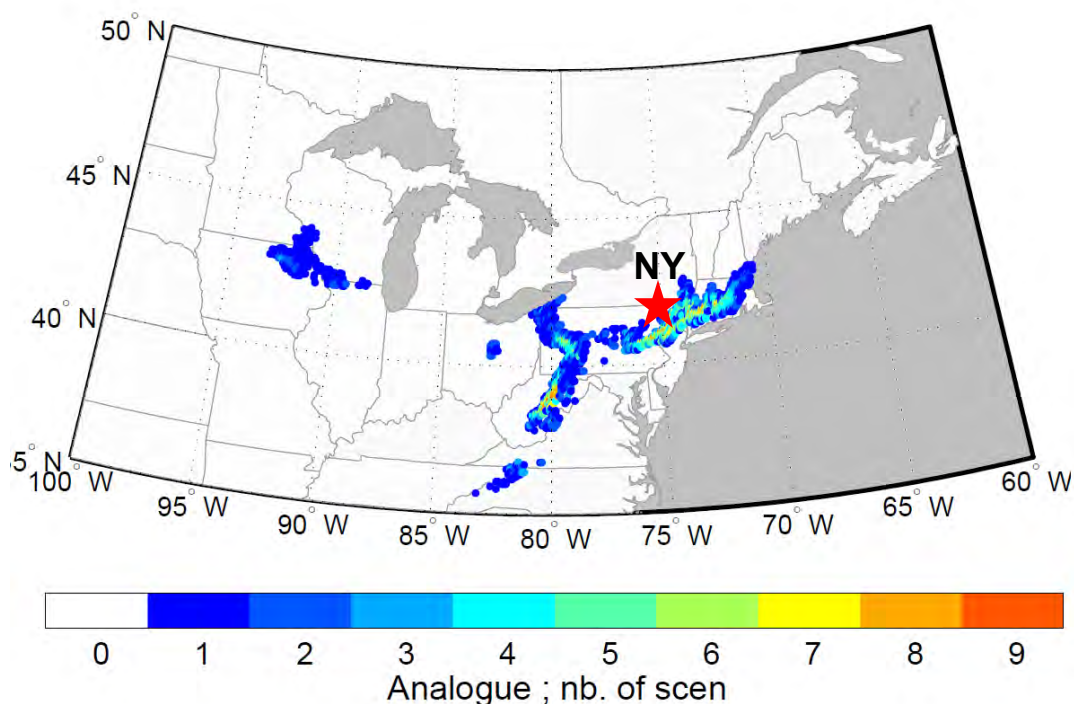 50° N
NY
45° N
40° N
5° N
100° W
95° W
90° W
85° W
80° W
75° W
70° W
65° W
60° W
0 1 2 3 4 5 6 7 8 9
Analogue ; nb. of scen